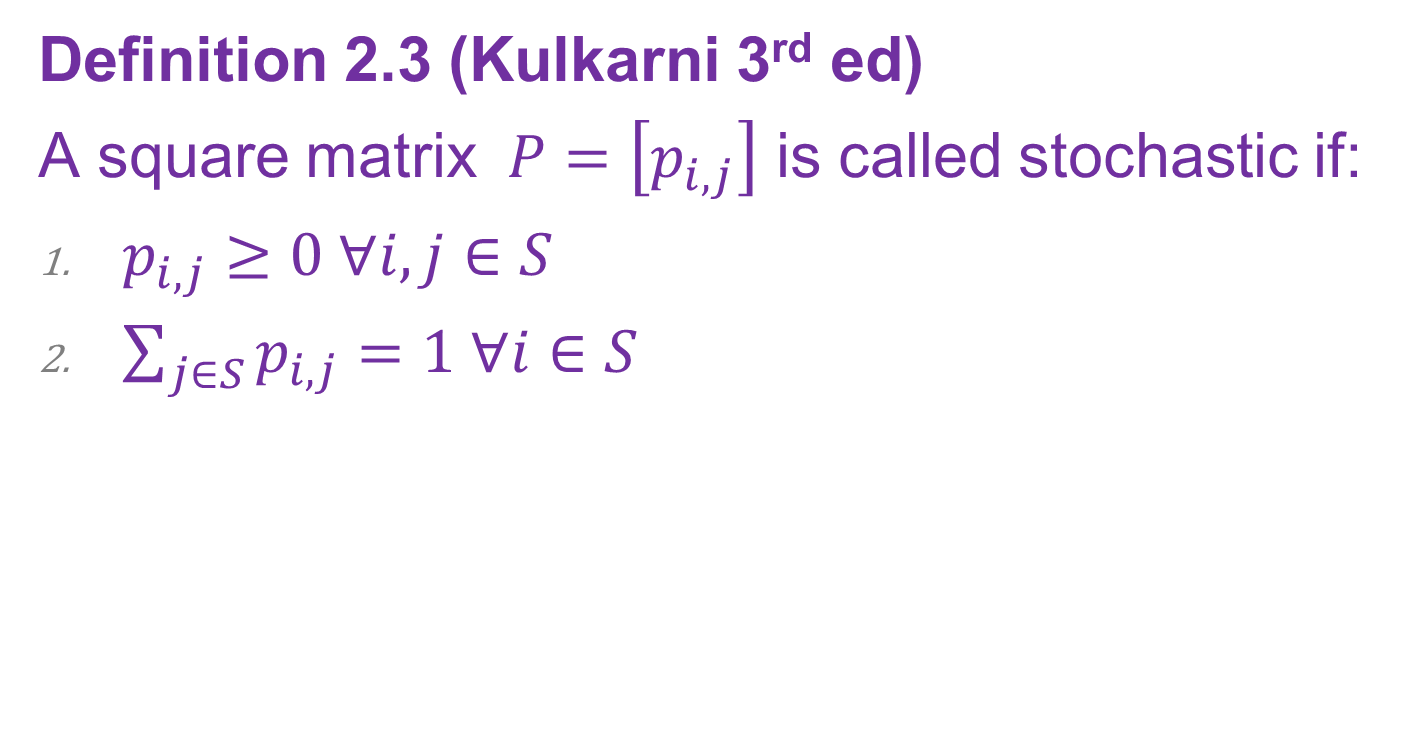 Definition 2.3 (Kulkarni 3rd ed)
A square matrix P = [p_{i,j}] is called stochastic if:
1. p_{i,j} ≥ 0 ∀i, j ∈ S
2. ∑_{j∈S} p_{i,j} = 1 ∀i ∈ S